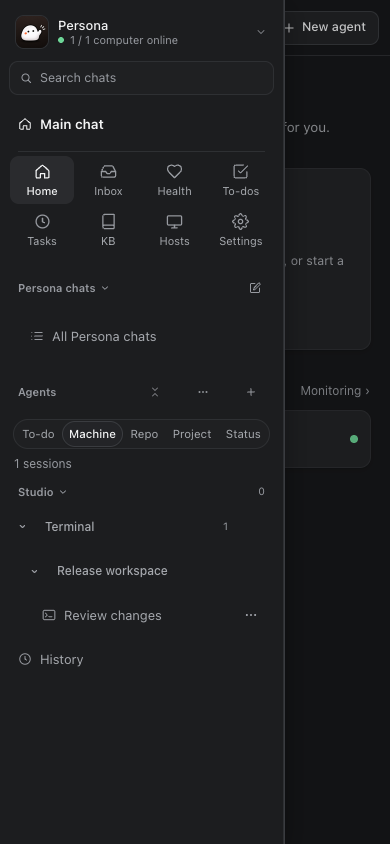 Persona
1 / 1 computer online
New agent
Search chats
Main chat
for you.
Home
Inbox
Health
To-dos
Tasks
KB
Hosts
Settings
, or start a
Persona chats
All Persona chats
Agents
Monitoring ›
To-do
Machine
Repo
Project
Status
1 sessions
Studio
0
Terminal
1
Release workspace
Review changes
History